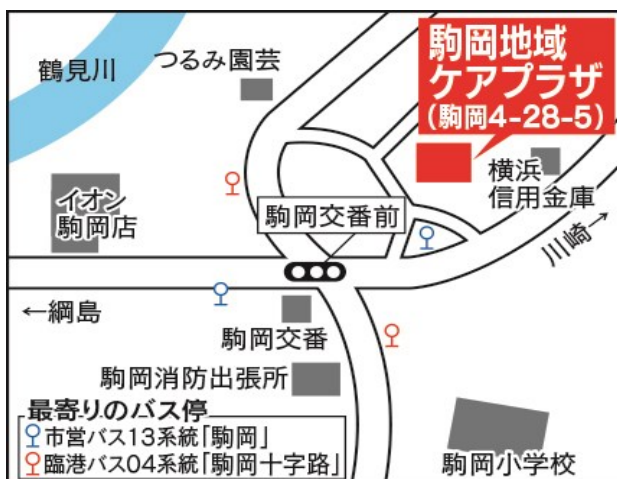 鶴見川
つるみ園芸
駒岡地域
ケアプラザ
(駒岡4-28-5)
横浜
信用金庫
イオン
駒岡店
駒岡交番前
川崎→
←綱島
駒岡交番
駒岡消防出張所
最寄りのバス停
市営バス13系統「駒岡」
臨港バス04系統「駒岡十字路」
駒岡小学校